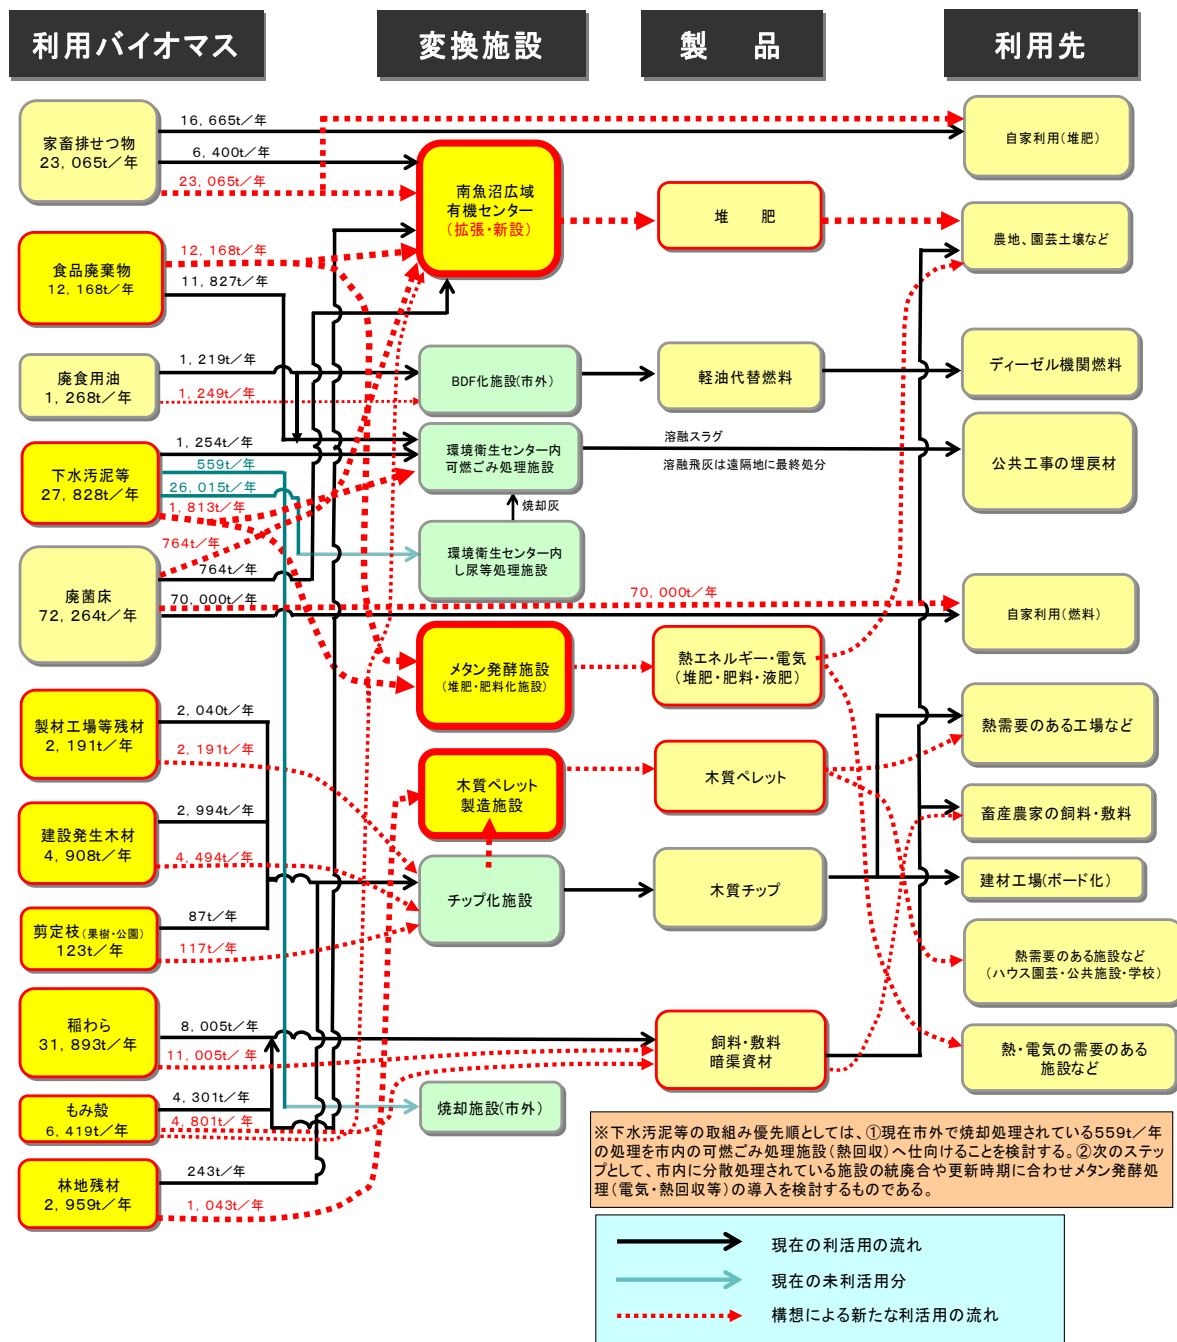 利用バイオマス
変換施設
製　品
利用先
家畜排せつ物
23,065t／年
16,665t／年
6,400t／年
23,065t／年
南魚沼広域
有機センター
(拡張・新設)
堆　肥
自家利用(堆肥)
農地、園芸土壌など
食品廃棄物
12,168t／年
12,168t／年
11,827t／年
廃食用油
1,268t／年
1,219t／年
1,249t／年
BDF化施設(市外)
軽油代替燃料
ディーゼル機関燃料
下水汚泥等
27,828t／年
1,254t／年
559t／年
26,015t／年
1,813t／年
環境衛生センター内
可燃ごみ処理施設
溶融スラグ
溶融飛灰は遠隔地に最終処分
公共工事の埋戻材
焼却灰
環境衛生センター内
し尿等処理施設
廃菌床
72,264t／年
764t／年
764t／年
70,000t／年
70,000t／年
自家利用(燃料)
メタン発酵施設
(堆肥・肥料化施設)
熱エネルギー・電気
(堆肥・肥料・液肥)
製材工場等残材
2,191t／年
2,040t／年
2,191t／年
木質ペレット
製造施設
木質ペレット
熱需要のある工場など
建設発生木材
4,908t／年
2,994t／年
4,494t／年
チップ化施設
木質チップ
畜産農家の飼料・敷料
建材工場(ボード化)
剪定枝(果樹・公園)
123t／年
87t／年
117t／年
熱需要のある施設など
(ハウス園芸・公共施設・学校)
稲わら
31,893t／年
8,005t／年
11,005t／年
飼料・敷料
暗渠資材
熱・電気の需要のある
施設など
もみ殻
6,419t／年
4,301t／年
4,801t／年
焼却施設(市外)
林地残材
2,959t／年
243t／年
1,043t／年
※下水汚泥等の取組み優先順としては、①現在市外で焼却処理されている559t／年
の処理を市内の可燃ごみ処理施設(熱回収)へ仕向けることを検討する。②次のステッ
プとして、市内に分散処理されている施設の統廃合や更新時期に合わせメタン発酵処
理(電気・熱回収等)の導入を検討するものである。
現在の利活用の流れ
現在の未利活用分
構想による新たな利活用の流れ